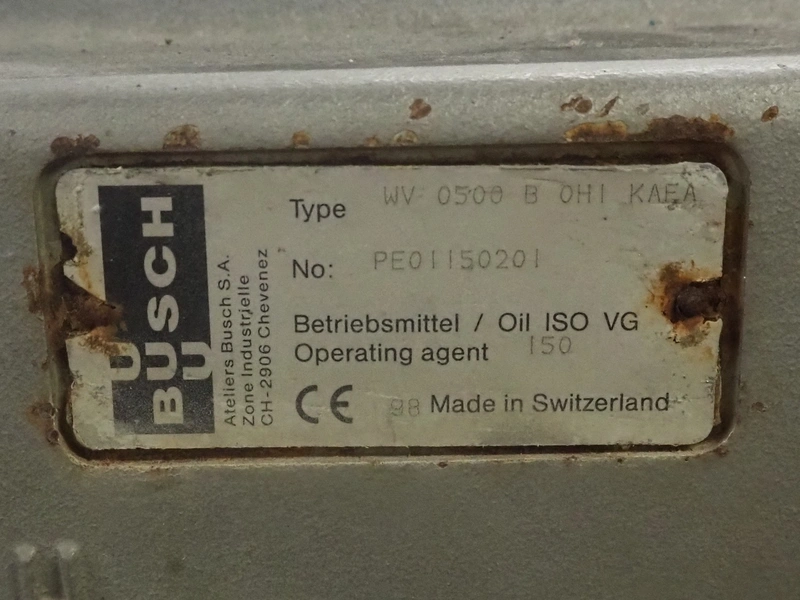 BUSCH
Ateliers Busch S.A.
Zone Industrielle
CH-2906 Chevenez
Type WV 0500 B 0H1 KAEA
No: PE01150201
Betriebsmittel / Oil ISO VG
Operating agent 150
CE 98 Made in Switzerland